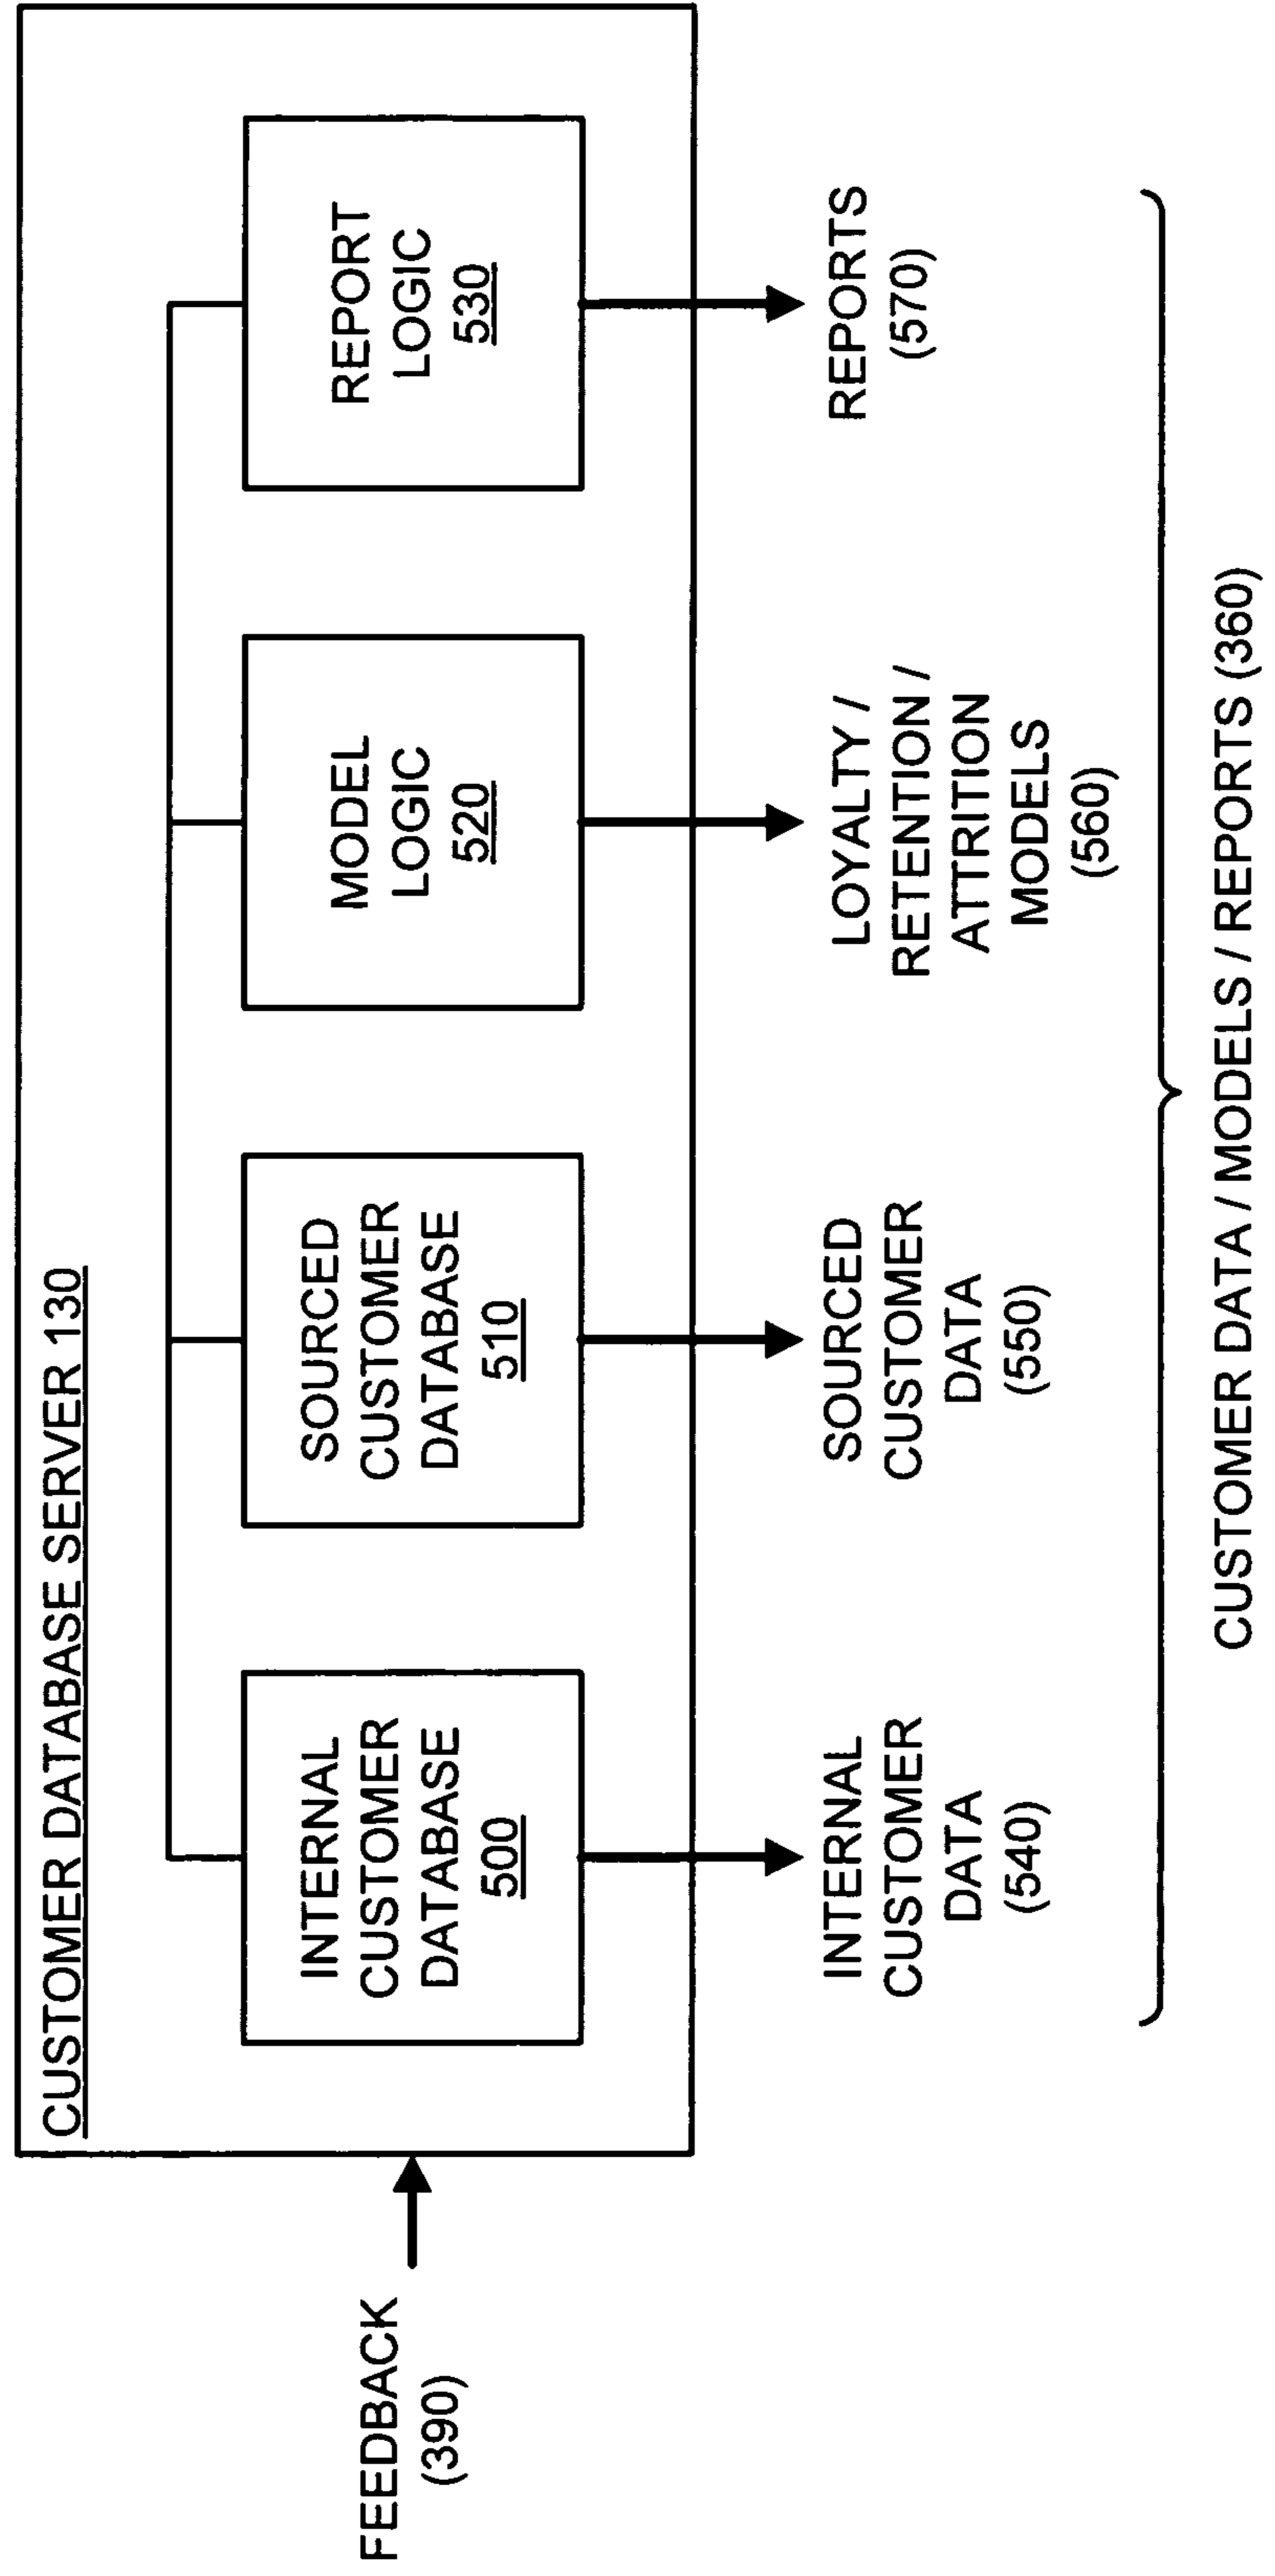 CUSTOMER DATABASE SERVER 130
FEEDBACK
(390)
INTERNAL
CUSTOMER
DATABASE
500
SOURCED
CUSTOMER
DATABASE
510
MODEL
LOGIC
520
REPORT
LOGIC
530
INTERNAL
CUSTOMER
DATA
(540)
SOURCED
CUSTOMER
DATA
(550)
LOYALTY /
RETENTION /
ATTRITION
MODELS
(560)
REPORTS
(570)
CUSTOMER DATA / MODELS / REPORTS (360)